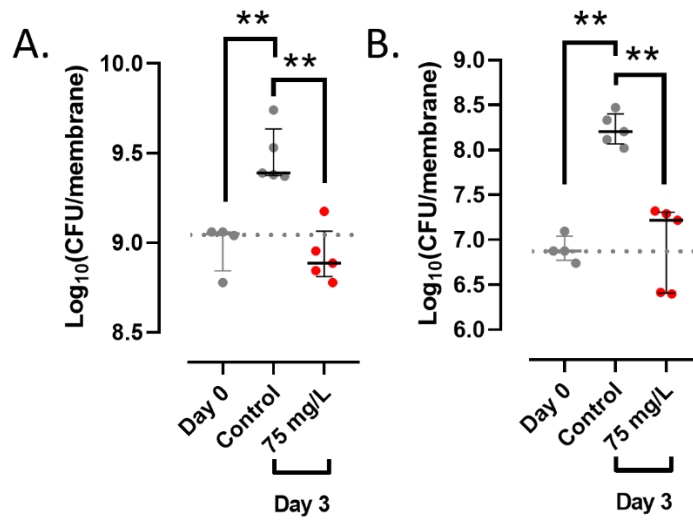 A.
**
**
10.0
9.5
9.0
8.5
Log10(CFU/membrane)
Day 0
Control
75 mg/L
Day 3
B.
**
**
9.0
8.5
8.0
7.5
7.0
6.5
6.0
Log10(CFU/membrane)
Day 0
Control
75 mg/L
Day 3